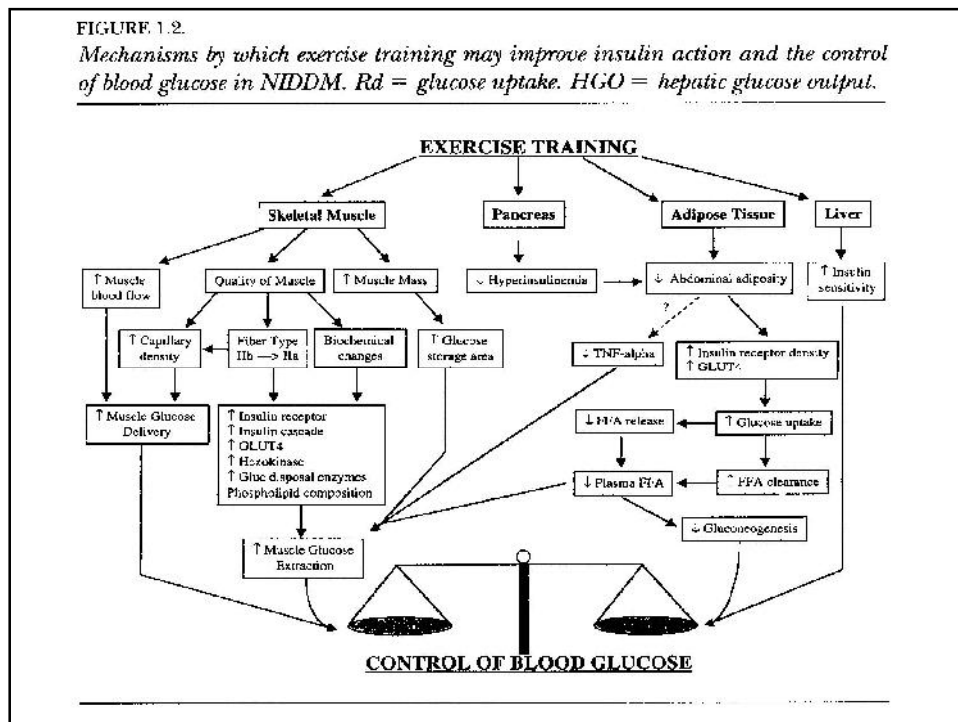 FIGURE 1.2.
Mechanisms by which exercise training may improve insulin action and the control
of blood glucose in NIDDM. Rd = glucose uptake. HGO = hepatic glucose output.
EXERCISE TRAINING
Skeletal Muscle
Pancreas
Adipose Tissue
Liver
↑ Muscle
blood flow
Quality of Muscle
↑ Muscle Mass
↓ Hyperinsulinemia
↓ Abdominal adiposity
↑ Insulin
sensitivity
?
↑ Capillary
density
Fiber Type
IIb —> IIa
Biochemical
changes
↑ Glucose
storage area
↓ TNF-alpha
↑ Insulin receptor density
↑ GLUT4
↑ Muscle Glucose
Delivery
↑ Insulin receptor
↑ Insulin cascade
↑ GLUT4
↑ Hexokinase
↑ Gluc disposal enzymes
Phospholipid composition
↓ FFA release
↑ Glucose uptake
↓ Plasma FFA
↑ FFA clearance
↓ Gluconeogenesis
↑ Muscle Glucose
Extraction
CONTROL OF BLOOD GLUCOSE